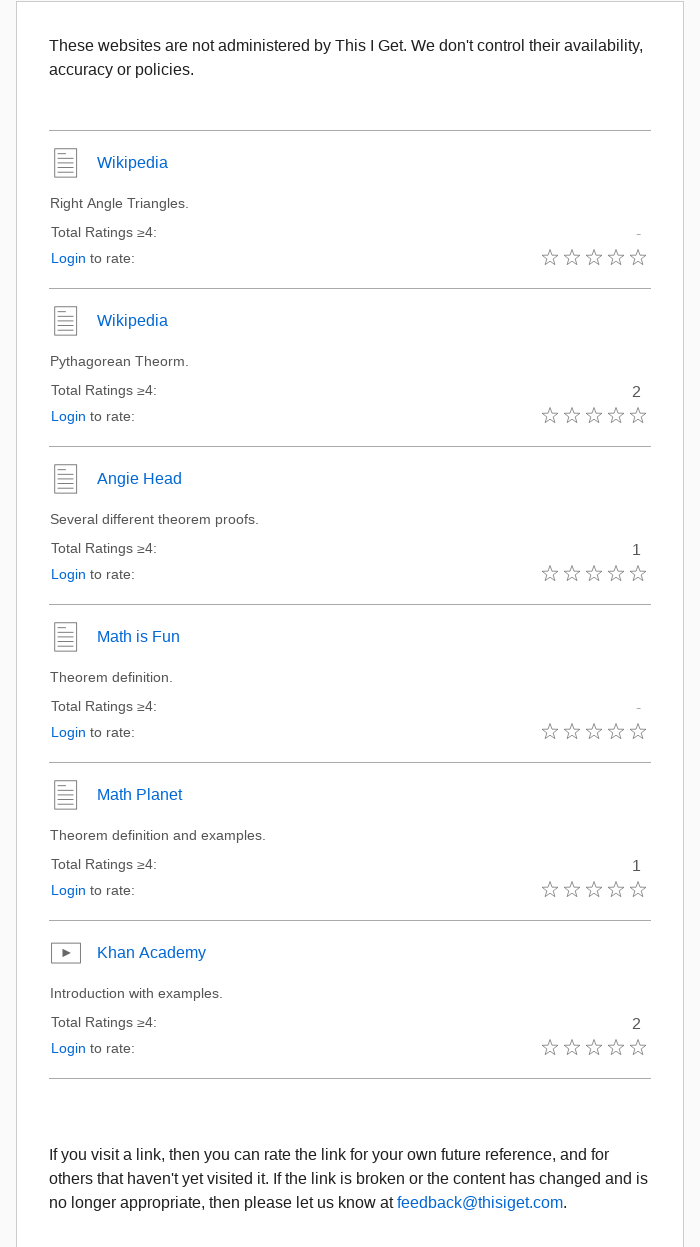 These websites are not administered by This I Get. We don't control their availability,
accuracy or policies.
Wikipedia
Right Angle Triangles.
Total Ratings ≥4: -
Login to rate:
Wikipedia
Pythagorean Theorm.
Total Ratings ≥4: 2
Login to rate:
Angie Head
Several different theorem proofs.
Total Ratings ≥4: 1
Login to rate:
Math is Fun
Theorem definition.
Total Ratings ≥4: -
Login to rate:
Math Planet
Theorem definition and examples.
Total Ratings ≥4: 1
Login to rate:
Khan Academy
Introduction with examples.
Total Ratings ≥4: 2
Login to rate:
If you visit a link, then you can rate the link for your own future reference, and for
others that haven't yet visited it. If the link is broken or the content has changed and is
no longer appropriate, then please let us know at feedback@thisiget.com.